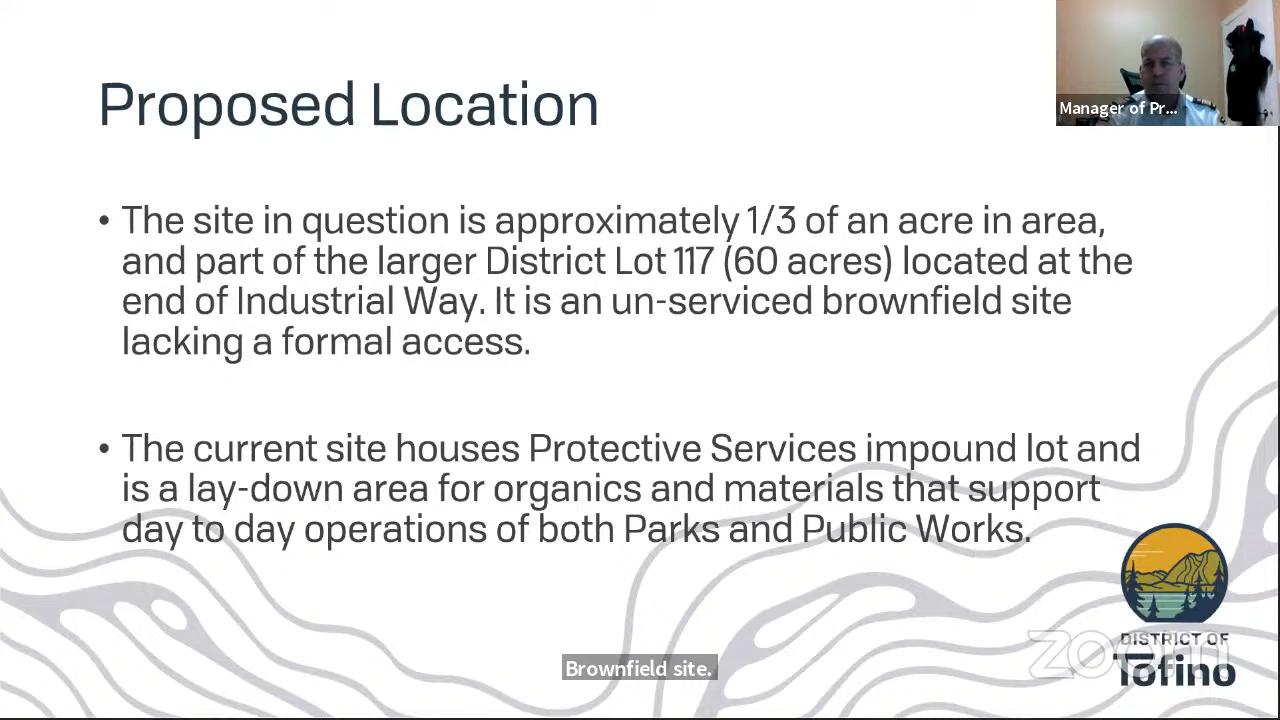 Proposed Location
Manager of Pr...
• The site in question is approximately 1/3 of an acre in area,
and part of the larger District Lot 117 (60 acres) located at the
end of Industrial Way. It is an un-serviced brownfield site
lacking a formal access.
• The current site houses Protective Services impound lot and
is a lay-down area for organics and materials that support
day to day operations of both Parks and Public Works.
DISTRICT OF
Tofino
zoom
Brownfield site.